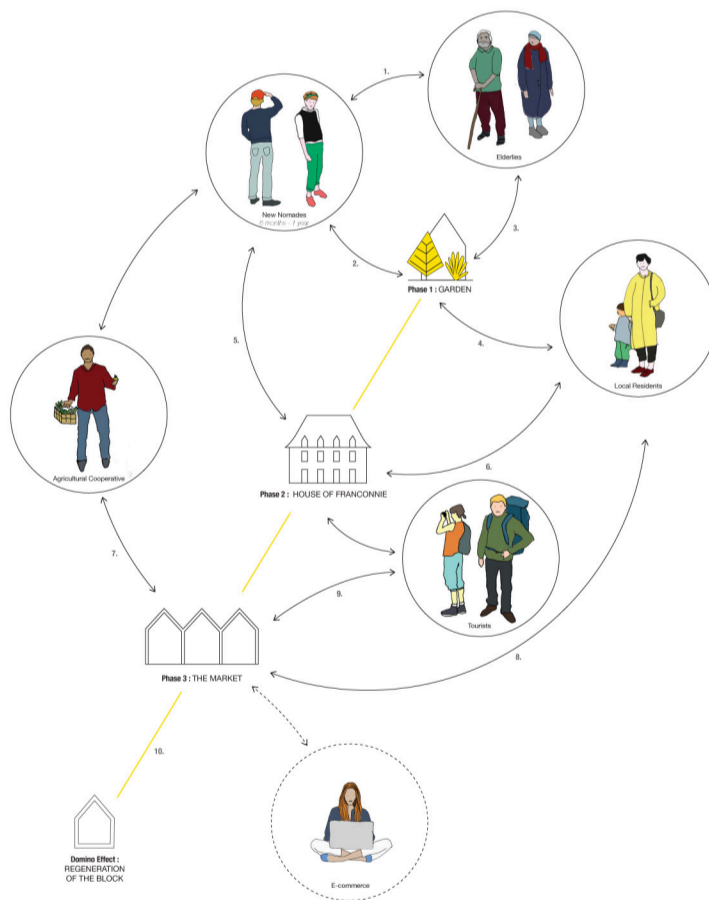 1.
Elderlies
New Nomades
6 months - 1 year
2.
3.
Phase 1 : GARDEN
4.
5.
Local Residents
Agricultural Cooperative
6.
Phase 2 : HOUSE OF FRANCONNIE
7.
9.
Tourists
8.
Phase 3 : THE MARKET
10.
Domino Effect :
REGENERATION
OF THE BLOCK
E-commerce